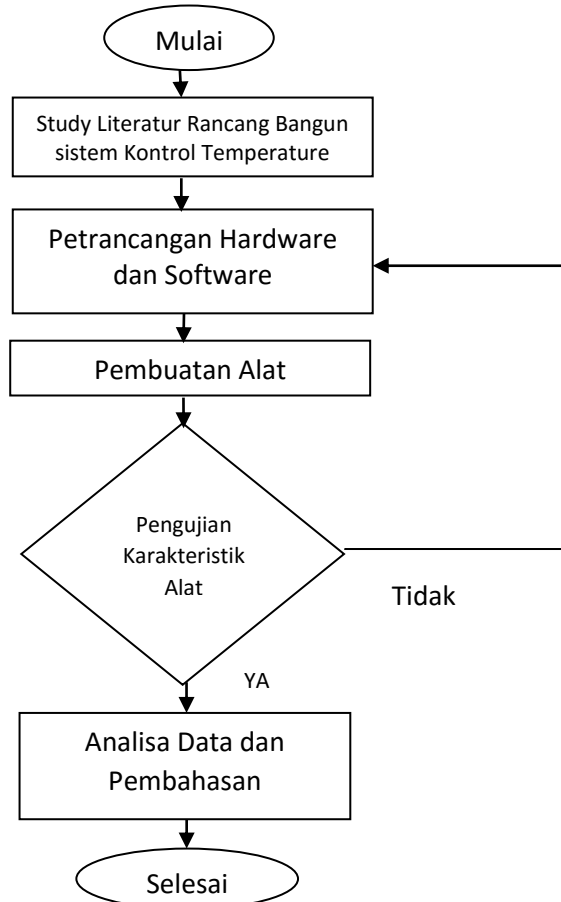 Mulai
Study Literatur Rancang Bangun
sistem Kontrol Temperature
Petrancangan Hardware
dan Software
Pembuatan Alat
Pengujian
Karakteristik
Alat
Tidak
YA
Analisa Data dan
Pembahasan
Selesai